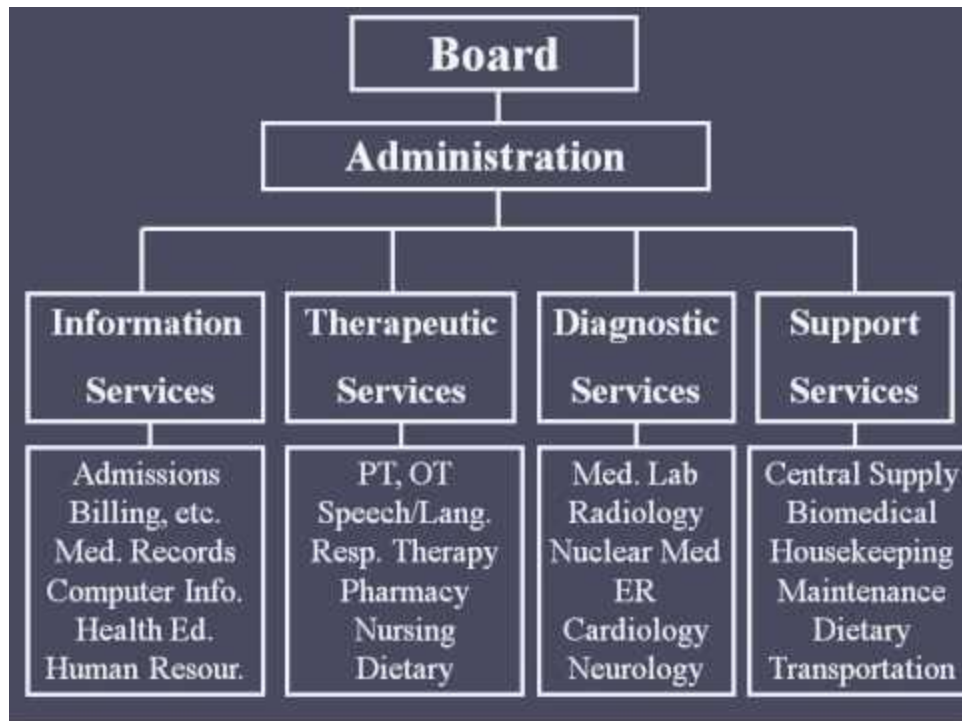 Board
Administration
Information
Services
Therapeutic
Services
Diagnostic
Services
Support
Services
Admissions
Billing, etc.
Med. Records
Computer Info.
Health Ed.
Human Resour.
PT, OT
Speech/Lang.
Resp. Therapy
Pharmacy
Nursing
Dietary
Med. Lab
Radiology
Nuclear Med
ER
Cardiology
Neurology
Central Supply
Biomedical
Housekeeping
Maintenance
Dietary
Transportation